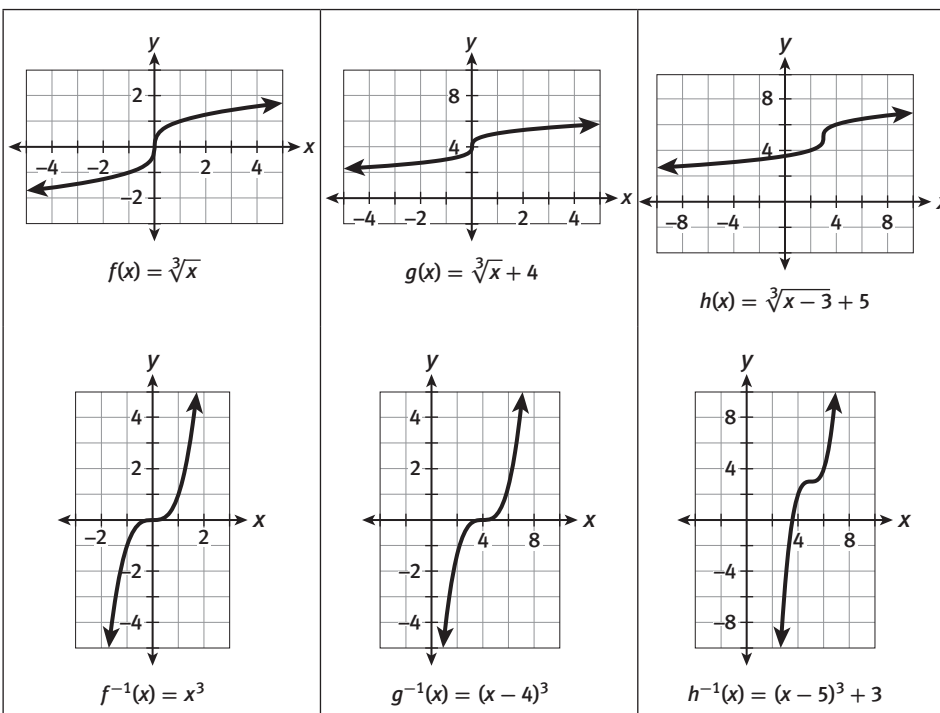 y
2
x
−4
−2
2
4
−2
f(x) = ∛x
y
8
4
x
−4
−2
2
4
g(x) = ∛x + 4
y
8
4
−8
−4
4
8
h(x) = ∛(x − 3) + 5
y
4
2
x
−2
2
−2
−4
f⁻¹(x) = x³
y
4
2
x
4
8
−2
−4
g⁻¹(x) = (x − 4)³
y
8
4
x
4
8
−4
−8
h⁻¹(x) = (x − 5)³ + 3